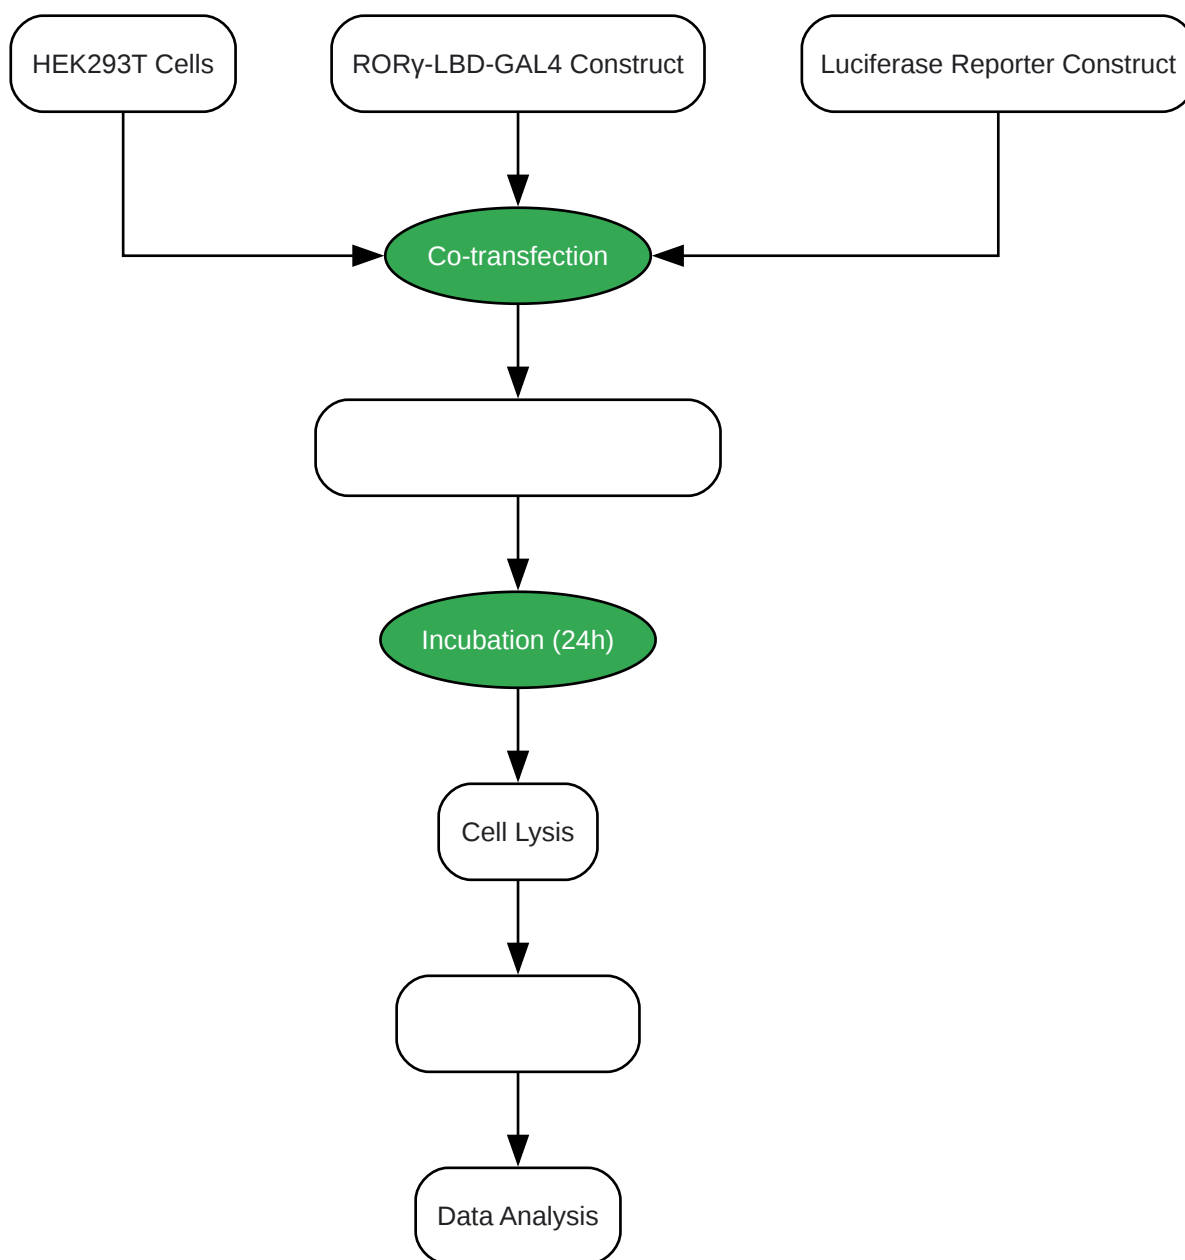 HEK293T Cells
RORγ-LBD-GAL4 Construct
Luciferase Reporter Construct
Co-transfection
Incubation (24h)
Cell Lysis
Data Analysis